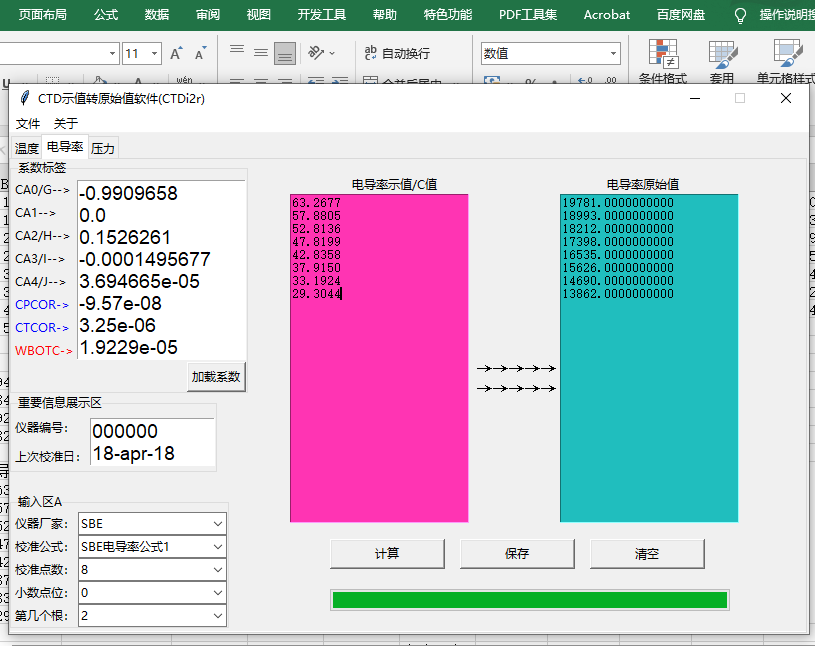 页面布局 公式 数据 审阅 视图 开发工具 帮助 特色功能 PDF工具集 Acrobat 百度网盘 操作说明搜
11 A A ab 自动换行 数值 条件格式 套用 单元格样式
CTD示值转原始值软件(CTDi2r)
文件 关于
温度 电导率 压力
系数标签
CA0/G--> -0.9909658
CA1--> 0.0
CA2/H--> 0.1526261
CA3/I--> -0.0001495677
CA4/J--> 3.694665e-05
CPCOR-> -9.57e-08
CTCOR-> 3.25e-06
WBOTC-> 1.9229e-05
加载系数
重要信息展示区
仪器编号: 000000
上次校准日: 18-apr-18
输入区A
仪器厂家: SBE
校准公式: SBE电导率公式1
校准点数: 8
小数点位: 0
第几个根: 2
电导率示值/C值
63.2677
57.8805
52.8136
47.8199
42.8358
37.9150
33.1924
29.3044
→→→→→
→→→→→
电导率原始值
19781.0000000000
18993.0000000000
18212.0000000000
17398.0000000000
16535.0000000000
15626.0000000000
14690.0000000000
13862.0000000000
计算 保存 清空